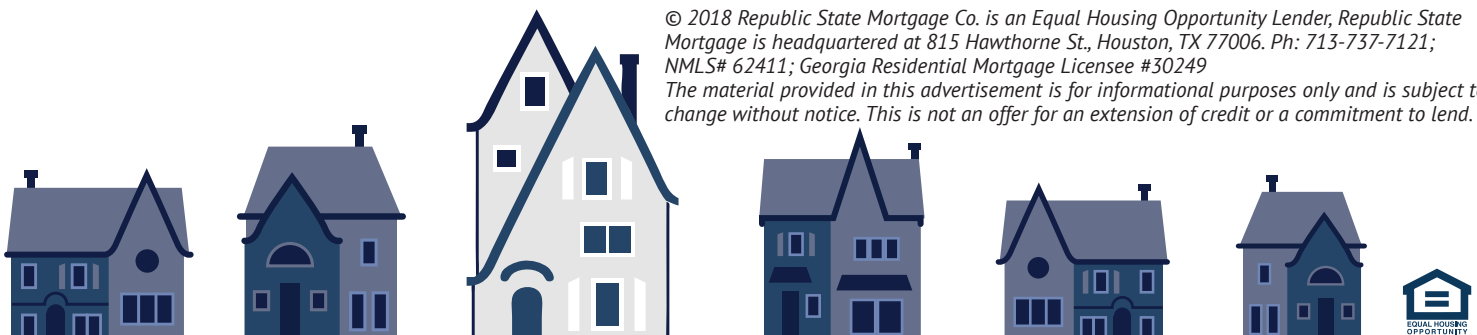 © 2018 Republic State Mortgage Co. is an Equal Housing Opportunity Lender, Republic State
Mortgage is headquartered at 815 Hawthorne St., Houston, TX 77006. Ph: 713-737-7121;
NMLS# 62411; Georgia Residential Mortgage Licensee #30249
The material provided in this advertisement is for informational purposes only and is subject t
change without notice. This is not an offer for an extension of credit or a commitment to lend.
EQUAL HOUSING
OPPORTUNITY